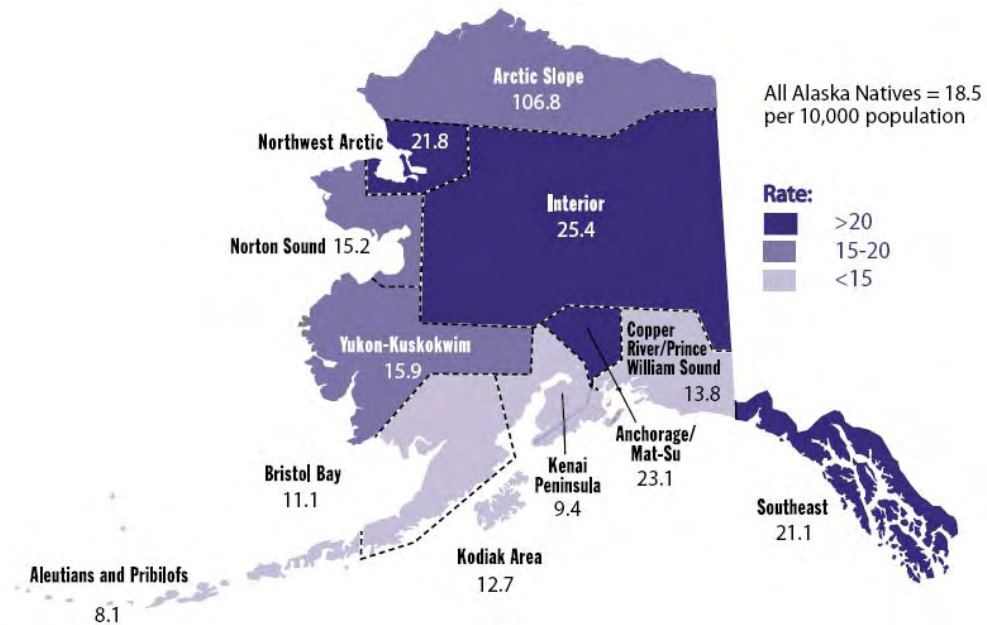 Arctic Slope
106.8
All Alaska Natives = 18.5
per 10,000 population
Northwest Arctic
21.8
Rate:
>20
15-20
<15
Interior
25.4
Norton Sound 15.2
Yukon-Kuskokwim
15.9
Copper
River/Prince
William Sound
13.8
Anchorage/
Mat-Su
23.1
Bristol Bay
11.1
Kenai
Peninsula
9.4
Southeast
21.1
Kodiak Area
12.7
Aleutians and Pribilofs
8.1